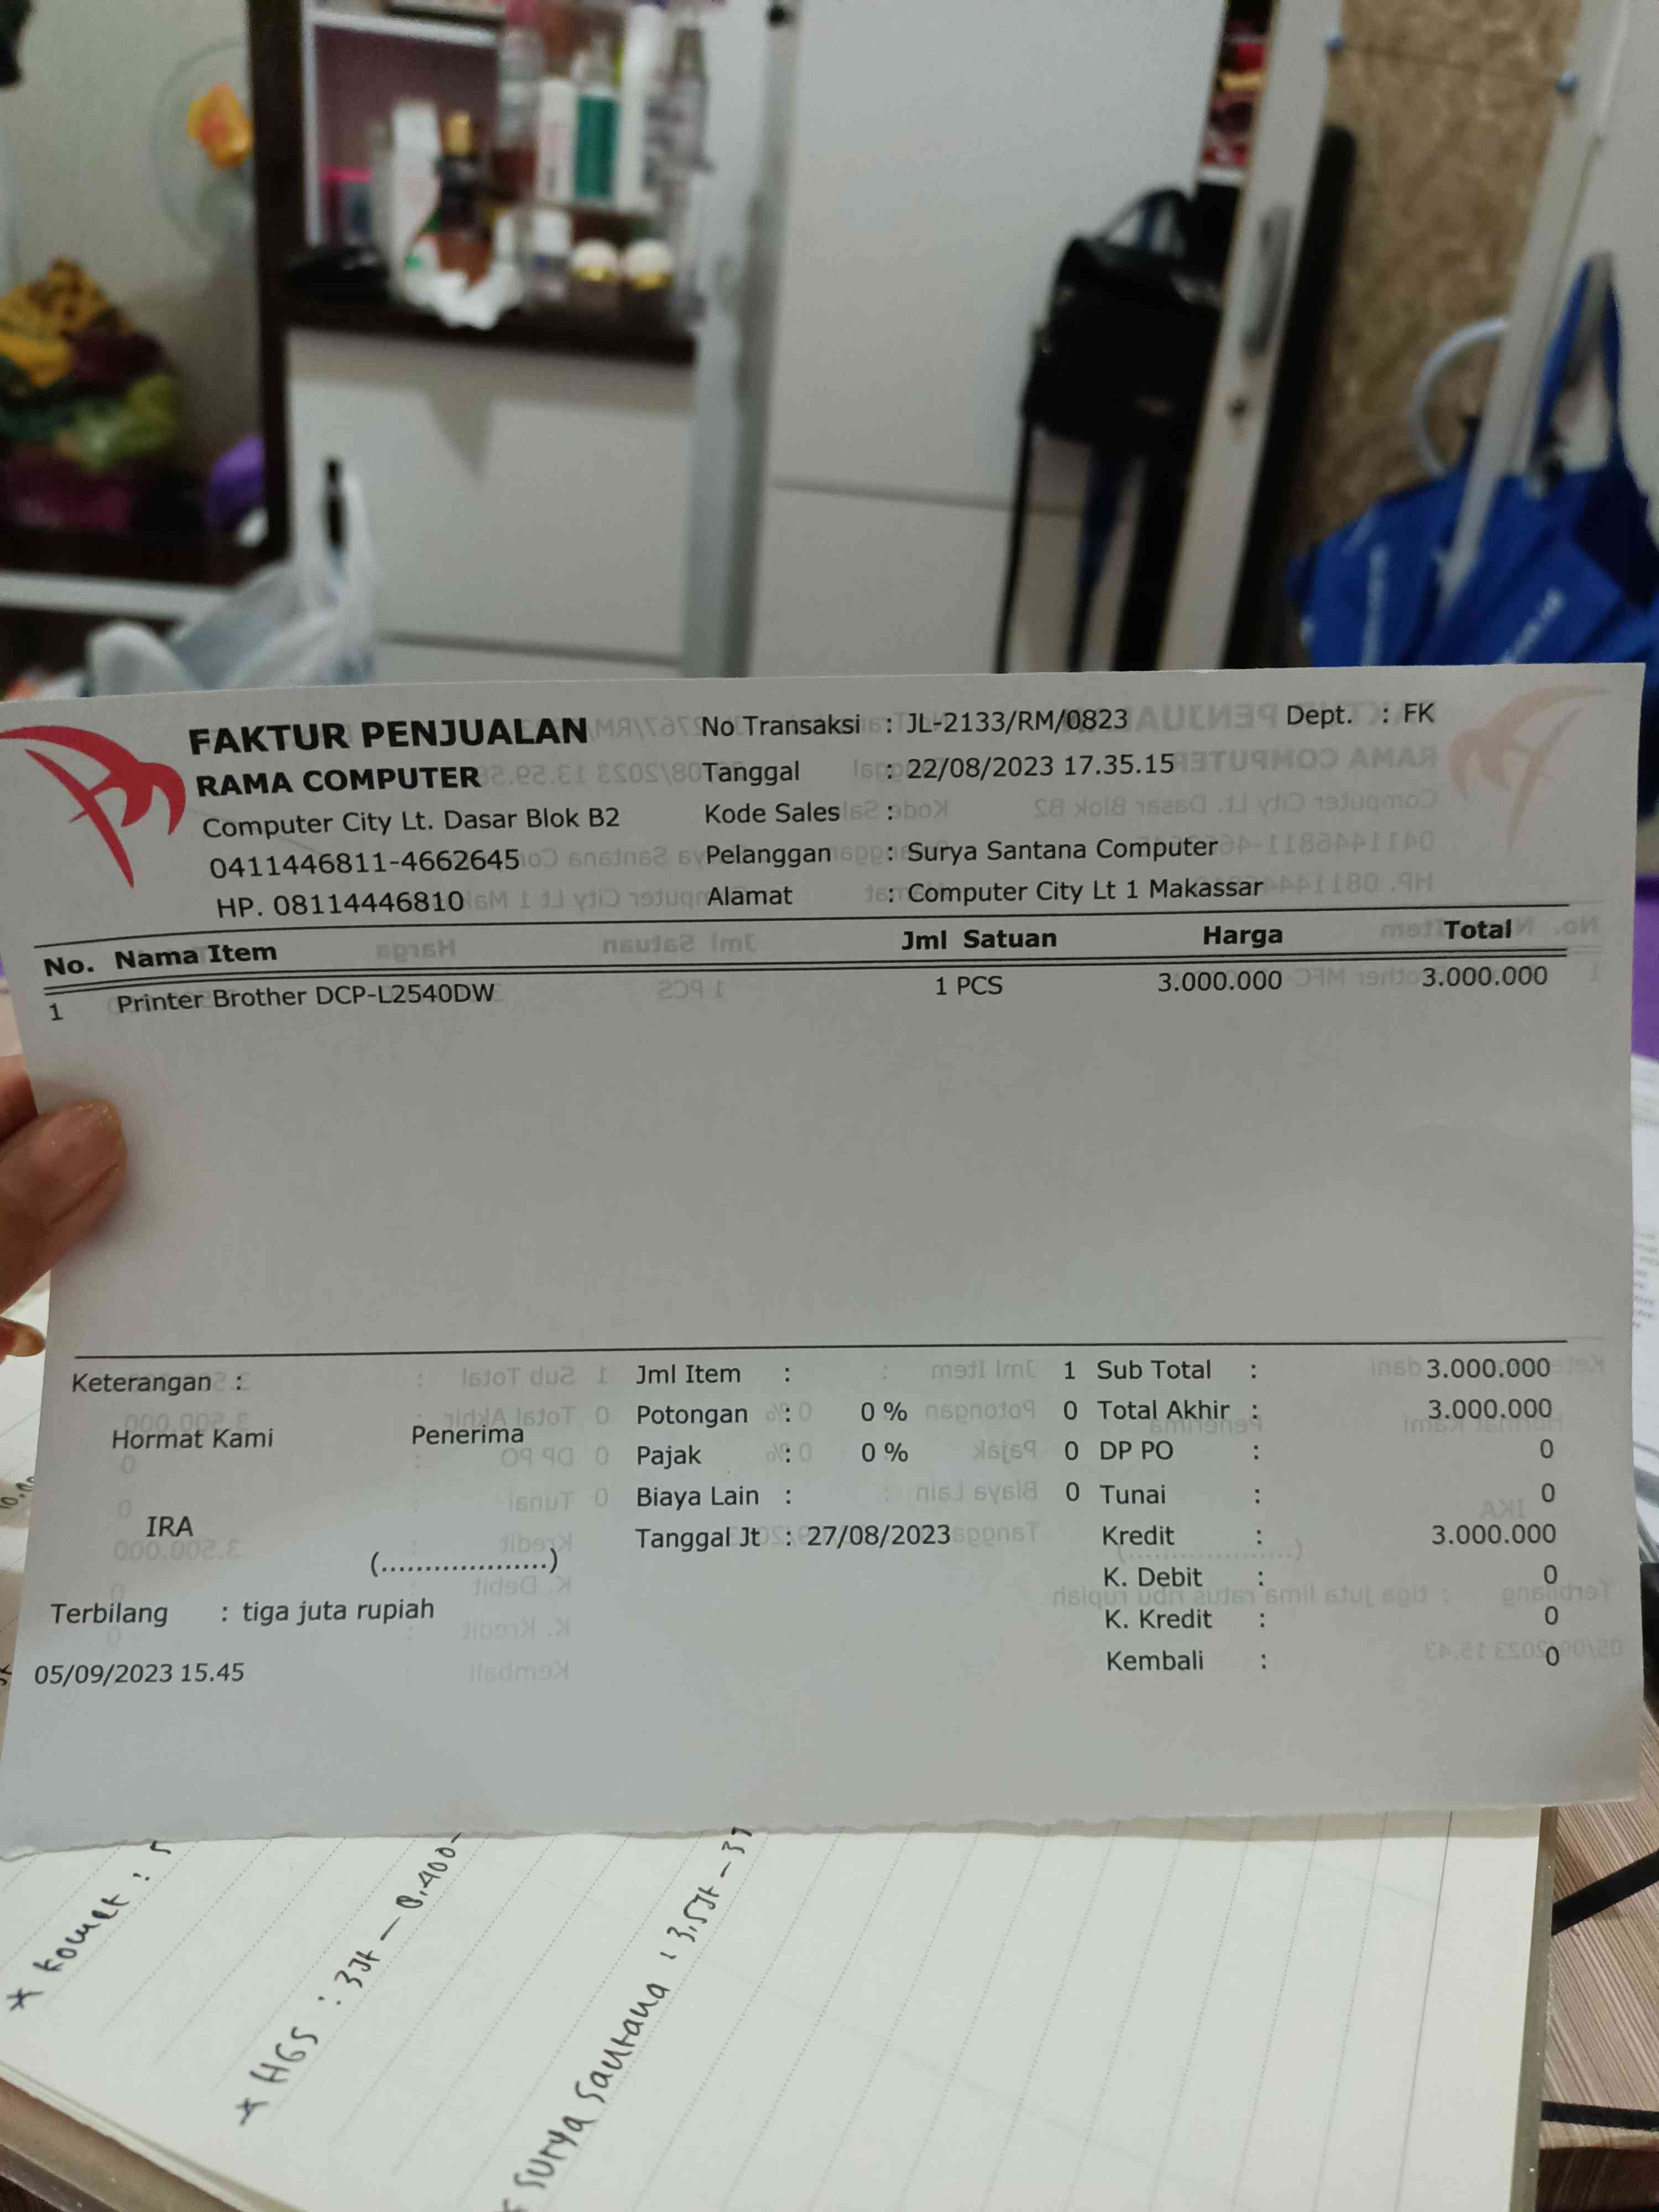 FAKTUR PENJUALAN
RAMA COMPUTER
Computer City Lt. Dasar Blok B2
0411446811-4662645
HP. 08114446810
No Transaksi : JL-2133/RM/0823 Dept. : FK
Tanggal : 22/08/2023 17.35.15
Kode Sales :
Pelanggan : Surya Santana Computer
Alamat : Computer City Lt 1 Makassar
No. Nama Item Jml Satuan Harga Total
1 Printer Brother DCP-L2540DW 1 PCS 3.000.000 3.000.000
Keterangan :
Hormat Kami Penerima
IRA
(...................)
Terbilang : tiga juta rupiah
05/09/2023 15.45
Jml Item : 1
Potongan : 0 % 0
Pajak : 0 % 0
Biaya Lain : 0
Tanggal Jt : 27/08/2023
Sub Total : 3.000.000
Total Akhir : 3.000.000
DP PO : 0
Tunai : 0
Kredit : 3.000.000
K. Debit : 0
K. Kredit : 0
Kembali : 0
* Komet :
* HGS : 3Jt — 8.400-
* Surya Santana : 3,5Jt — 3J